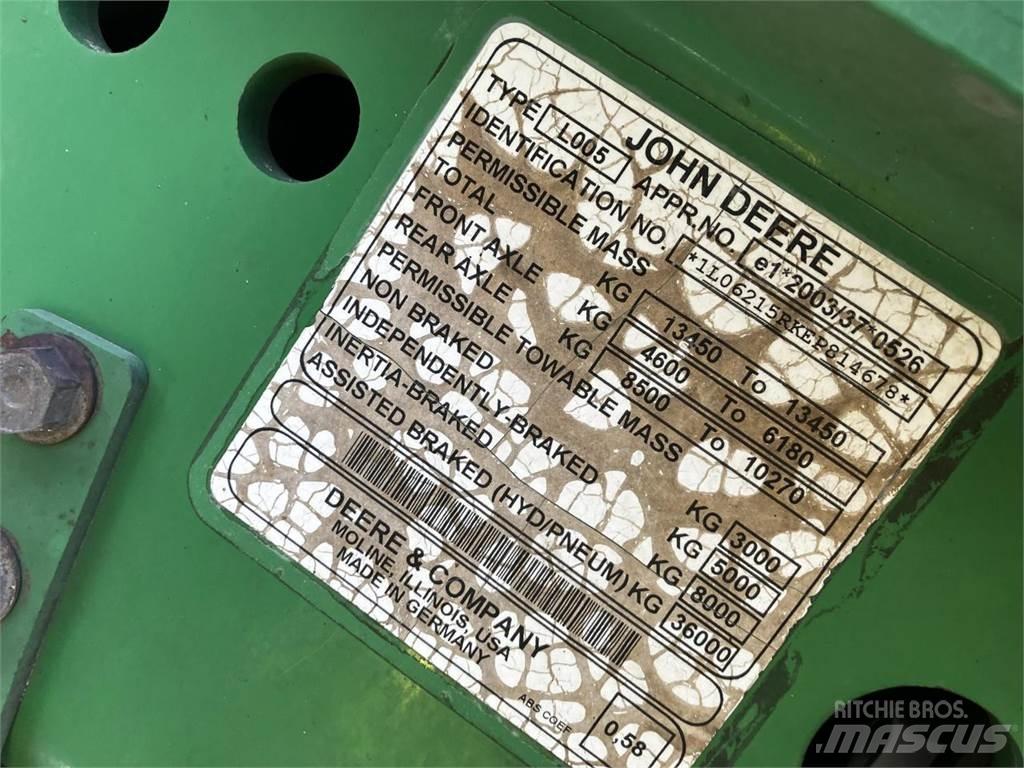 JOHN DEERE
TYPE L005 APPR.NO. e1*2003/37*0526
IDENTIFICATION NO. *1L06215RKEP814678*
PERMISSIBLE MASS
TOTAL KG 13450 To 13450
FRONT AXLE KG 4600 To 6180
REAR AXLE KG 8500 To 10270
PERMISSIBLE TOWABLE MASS
NON BRAKED KG 3000
INDEPENDENTLY-BRAKED KG 5000
INERTIA-BRAKED KG 8000
ASSISTED BRAKED (HYD/PNEUM) KG 36000
DEERE & COMPANY
MOLINE, ILLINOIS, USA
MADE IN GERMANY
ABS COEF 0,58
RITCHIE BROS.
MASCUS